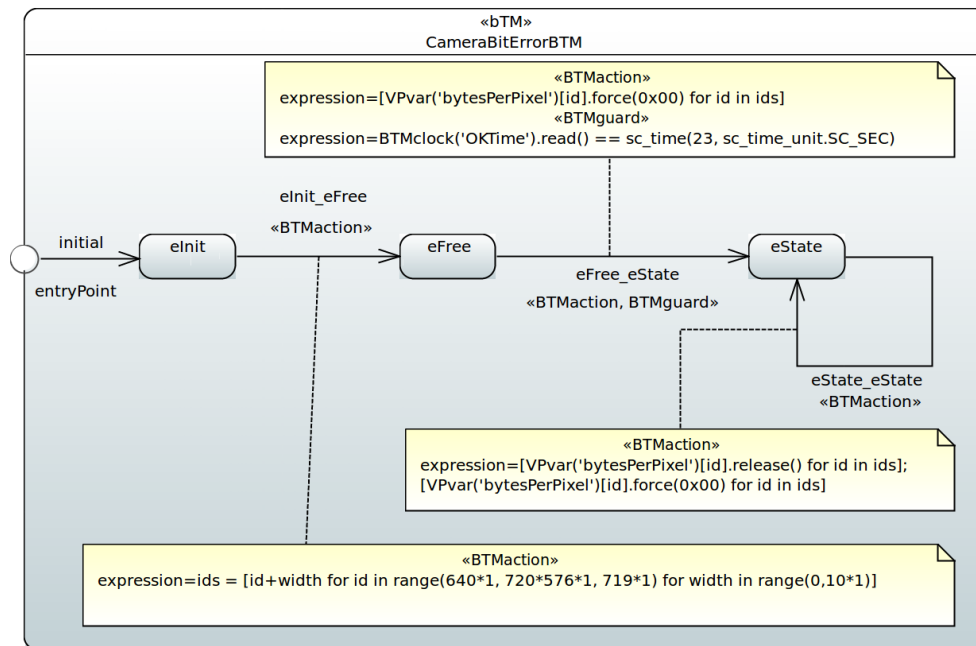 «bTM»
CameraBitErrorBTM
«BTMaction»
expression=[VPvar('bytesPerPixel')[id].force(0x00) for id in ids]
«BTMguard»
expression=BTMclock('OKTime').read() == sc_time(23, sc_time_unit.SC_SEC)
eInit_eFree
«BTMaction»
initial
entryPoint
eInit
eFree
eState
eFree_eState
«BTMaction, BTMguard»
eState_eState
«BTMaction»
«BTMaction»
expression=[VPvar('bytesPerPixel')[id].release() for id in ids];
[VPvar('bytesPerPixel')[id].force(0x00) for id in ids]
«BTMaction»
expression=ids = [id+width for id in range(640*1, 720*576*1, 719*1) for width in range(0,10*1)]